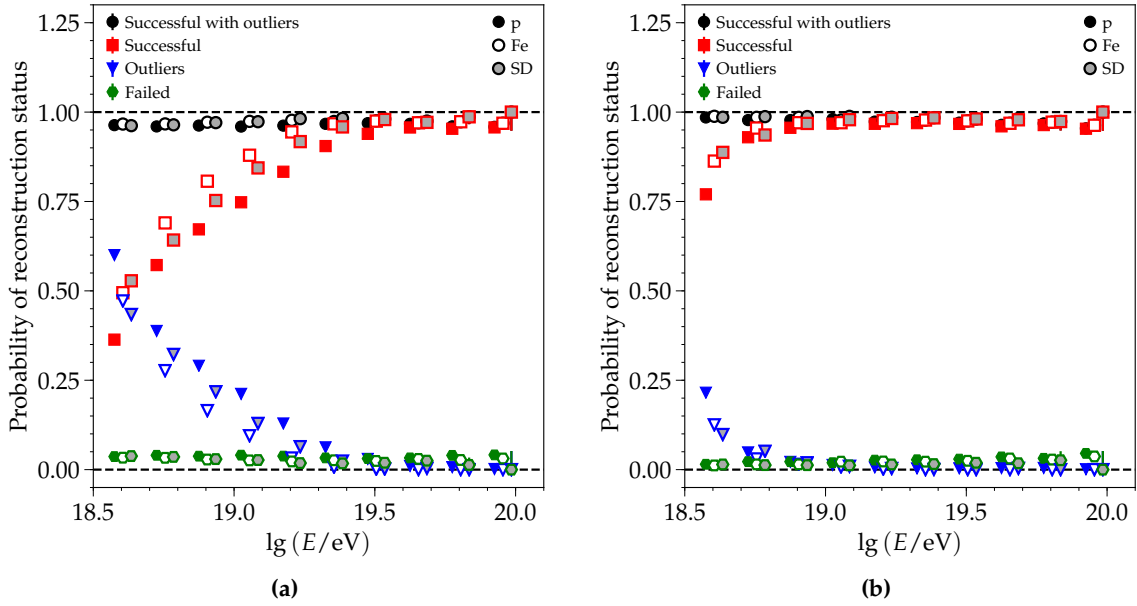 Successful with outliers
Successful
Outliers
Failed
p
Fe
SD
Probability of reconstruction status
1.25
1.00
0.75
0.50
0.25
0.00
18.5
19.0
19.5
20.0
lg (E/eV)
(a)
Successful with outliers
Successful
Outliers
Failed
p
Fe
SD
Probability of reconstruction status
1.25
1.00
0.75
0.50
0.25
0.00
18.5
19.0
19.5
20.0
lg (E/eV)
(b)